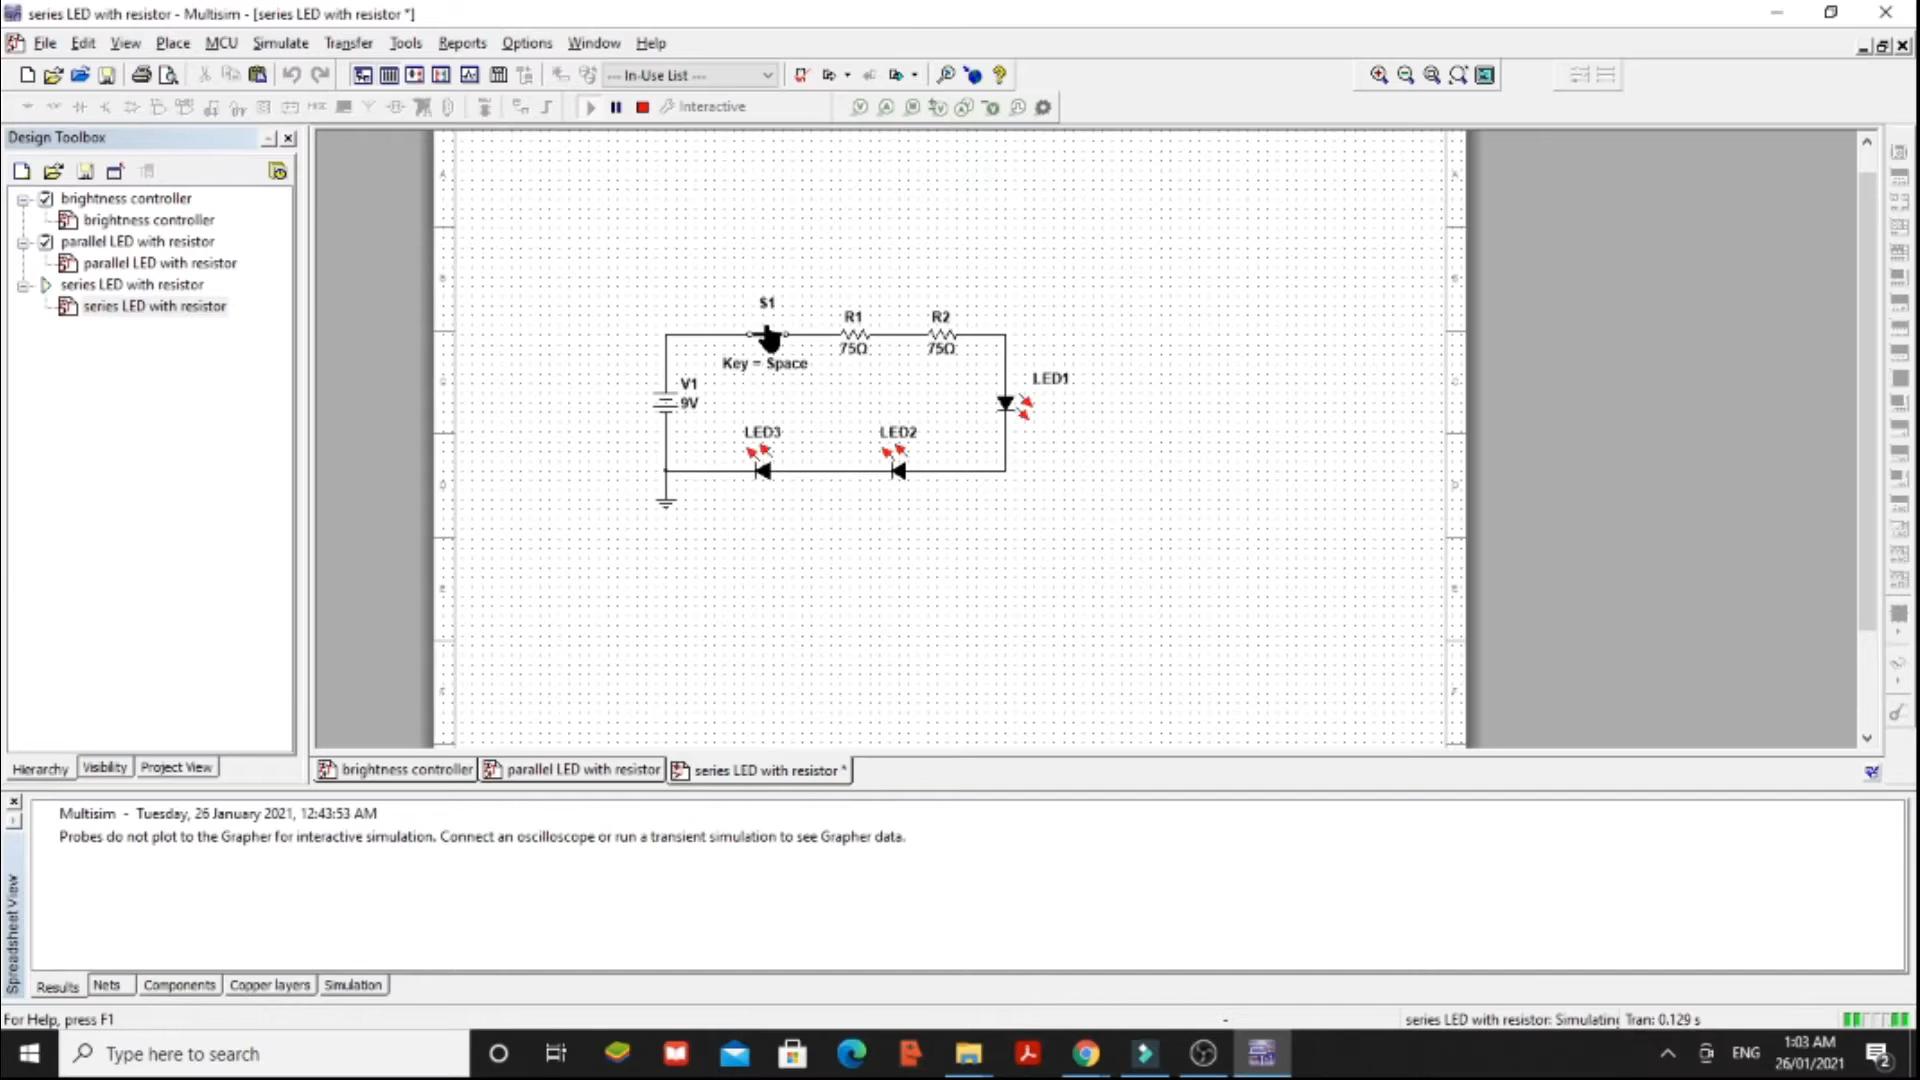 series LED with resistor - Multisim - [series LED with resistor *]
File Edit View Place MCU Simulate Transfer Tools Reports Options Window Help
--- In-Use List ---
Interactive
Design Toolbox
brightness controller
brightness controller
parallel LED with resistor
parallel LED with resistor
series LED with resistor
series LED with resistor
Hierarchy Visibility Project View
S1
Key = Space
R1
75Ω
R2
75Ω
V1
9V
LED1
LED3
LED2
brightness controller parallel LED with resistor series LED with resistor *
Spreadsheet View
Multisim - Tuesday, 26 January 2021, 12:43:53 AM
Probes do not plot to the Grapher for interactive simulation. Connect an oscilloscope or run a transient simulation to see Grapher data.
Results Nets Components Copper layers Simulation
For Help, press F1
-
series LED with resistor: Simulating Tran: 0.129 s
Type here to search
ENG
1:03 AM
26/01/2021
2